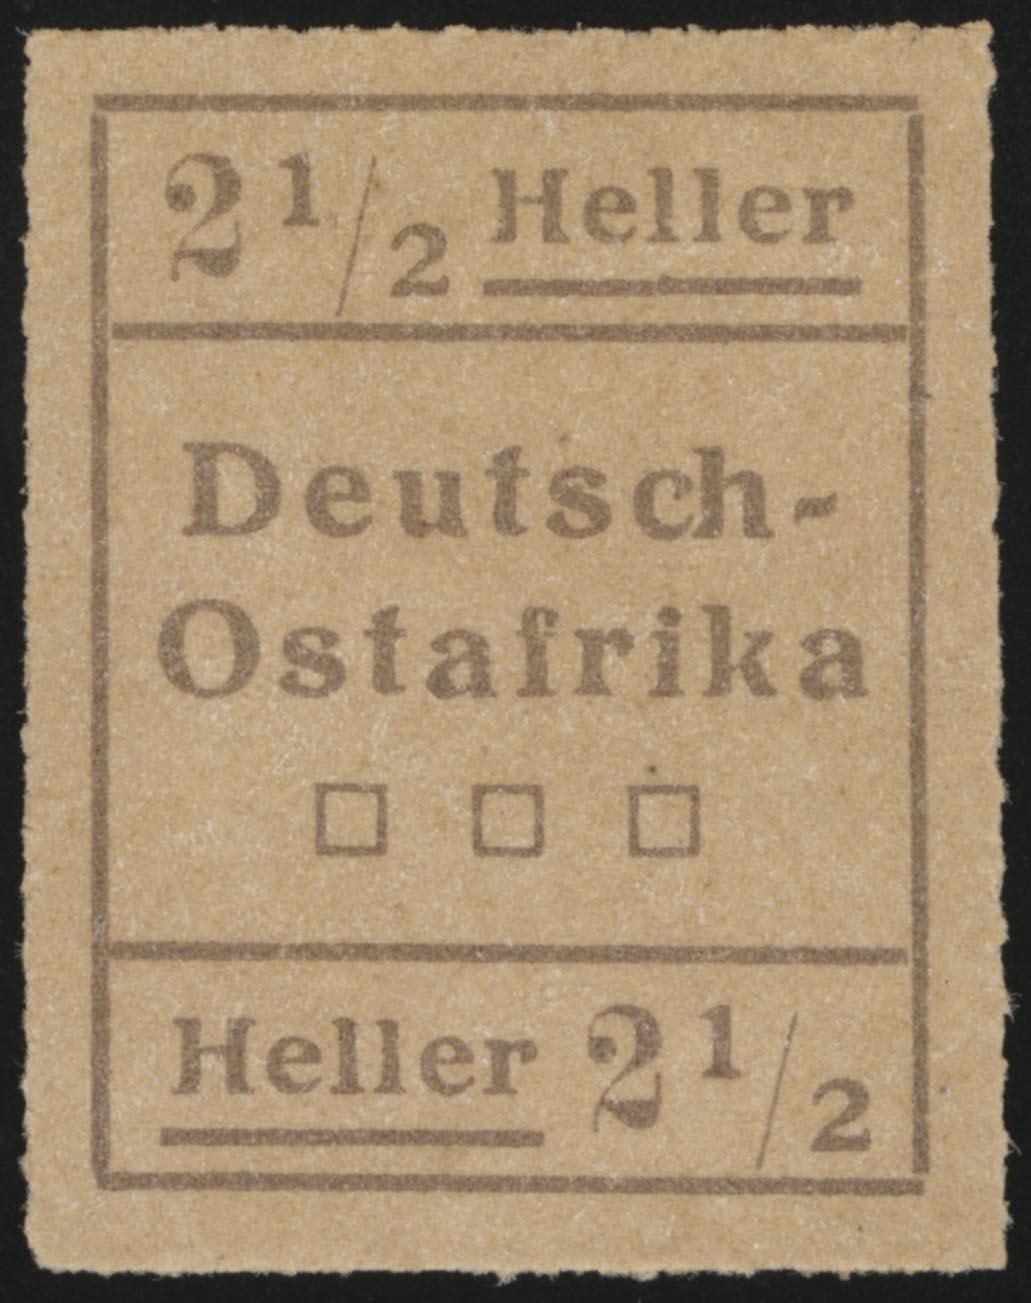 2 1/2 Heller
Deutsch-
Ostafrika
Heller 2 1/2